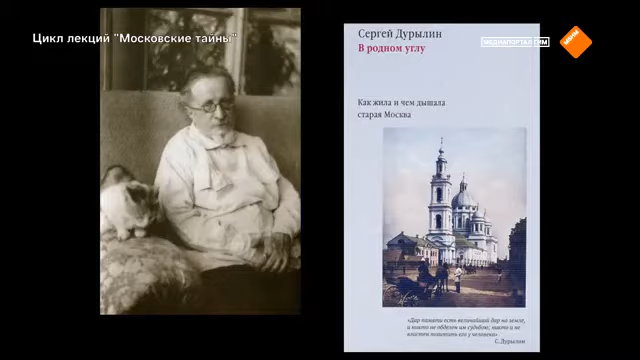 Цикл лекций "Московские тайны"
МЕДИАПОРТАЛ
Сергей Дурылин
В родном углу
Как жила и чем дышала
старая Москва
«Дар памяти есть величайший дар на земле,
и никто не обделен им судьбою; никто и не
властен похитить его у человека»
С.Дурылин